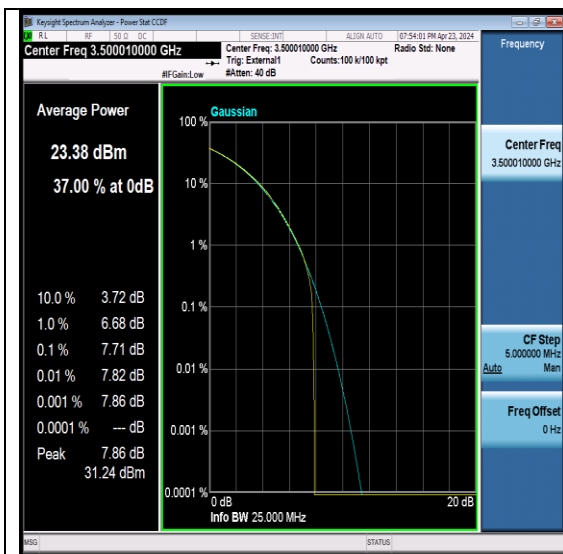 Keysight Spectrum Analyzer - Power Stat CCDF
RL RF 50 Ω DC SENSE:INT ALIGN AUTO 07:54:01 PM Apr 23, 2024
Center Freq 3.500010000 GHz
Center Freq: 3.500010000 GHz Radio Std: None
Trig: External1 Counts:100 k/100 kpt
#IFGain:Low #Atten: 40 dB
Frequency
Average Power
23.38 dBm
37.00 % at 0dB
10.0 % 3.72 dB
1.0 % 6.68 dB
0.1 % 7.71 dB
0.01 % 7.82 dB
0.001 % 7.86 dB
0.0001 % --- dB
Peak 7.86 dB
31.24 dBm
Gaussian
100 %
10 %
1 %
0.1 %
0.01 %
0.001 %
0.0001 %
0 dB 20 dB
Info BW 25.000 MHz
Center Freq
3.500010000 GHz
CF Step
5.000000 MHz
Auto Man
Freq Offset
0 Hz
MSG STATUS